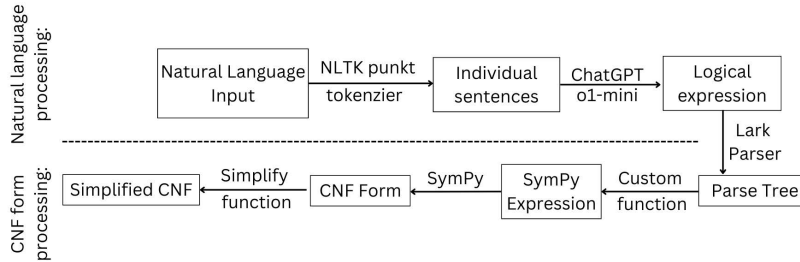 Natural language
processing:
Natural Language
Input
NLTK punkt
tokenzier
Individual
sentences
ChatGPT
o1-mini
Logical
expression
Lark
Parser
CNF form
processing:
Simplified CNF
Simplify
function
CNF Form
SymPy
SymPy
Expression
Custom
function
Parse Tree